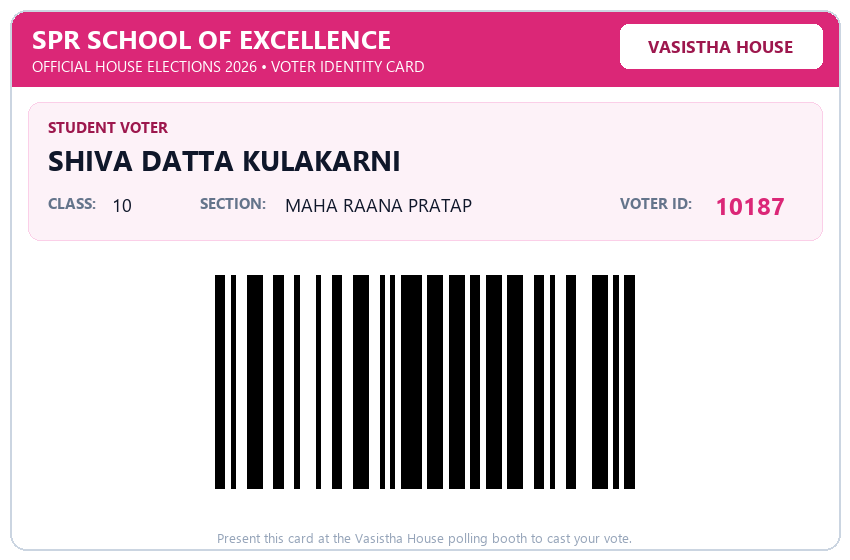 SPR SCHOOL OF EXCELLENCE
OFFICIAL HOUSE ELECTIONS 2026 • VOTER IDENTITY CARD
VASISTHA HOUSE
STUDENT VOTER
SHIVA DATTA KULAKARNI
CLASS: 10 SECTION: MAHA RAANA PRATAP VOTER ID: 10187
Present this card at the Vasistha House polling booth to cast your vote.